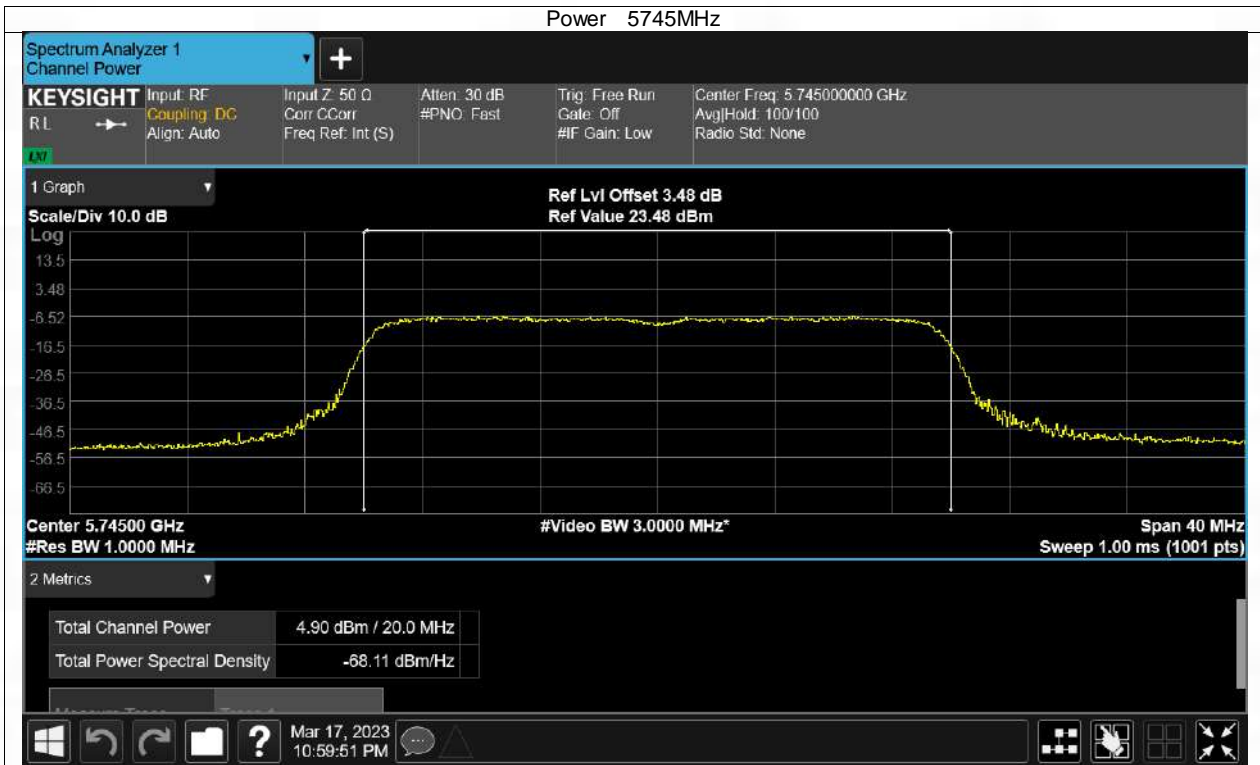 Power 5745MHz
Spectrum Analyzer 1
Channel Power
+
KEYSIGHT
RL
LXI
Input: RF
Coupling: DC
Align: Auto
Input Z: 50 Ω
Corr CCorr
Freq Ref: Int (S)
Atten: 30 dB
#PNO: Fast
Trig: Free Run
Gate: Off
#IF Gain: Low
Center Freq: 5.745000000 GHz
Avg|Hold: 100/100
Radio Std: None
1 Graph
Scale/Div 10.0 dB
Ref Lvl Offset 3.48 dB
Ref Value 23.48 dBm
Log
13.5
3.48
-6.52
-16.5
-26.5
-36.5
-46.5
-56.5
-66.5
Center 5.74500 GHz
#Res BW 1.0000 MHz
#Video BW 3.0000 MHz*
Span 40 MHz
Sweep 1.00 ms (1001 pts)
2 Metrics
Total Channel Power 4.90 dBm / 20.0 MHz
Total Power Spectral Density -68.11 dBm/Hz
?
Mar 17, 2023
10:59:51 PM